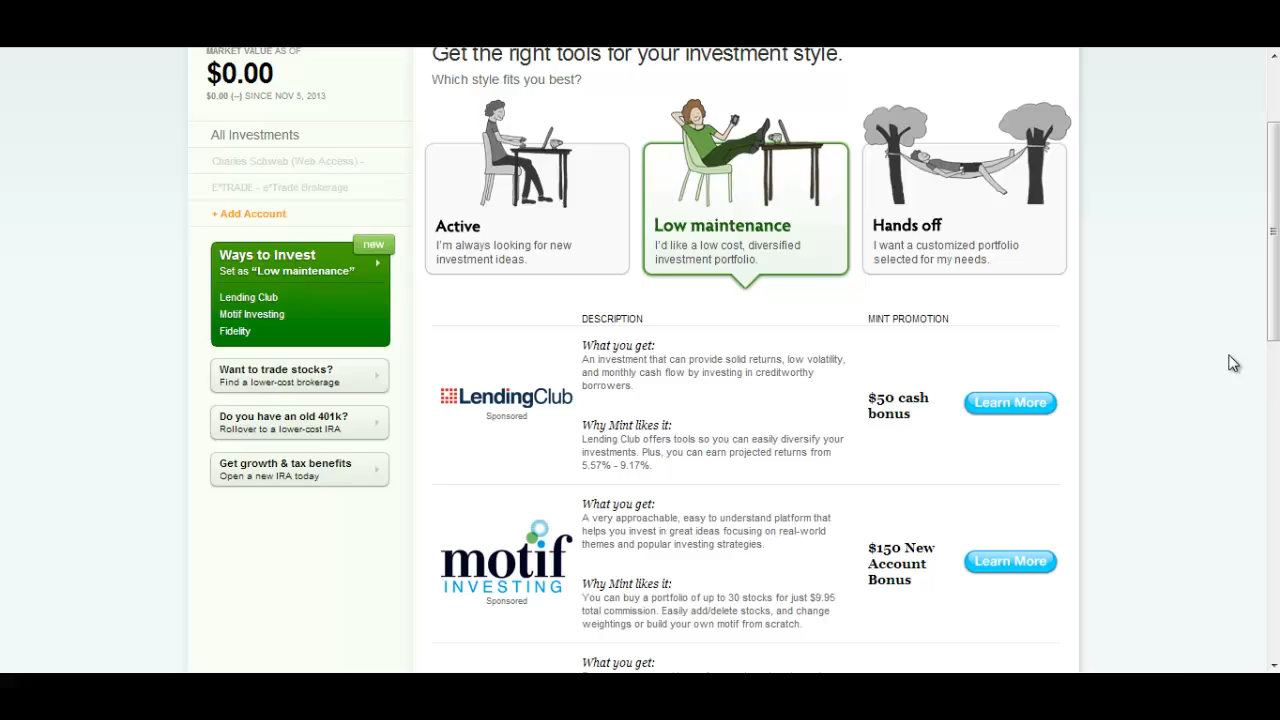 MARKET VALUE AS OF
$0.00
$0.00 (--) SINCE NOV 5, 2013
All Investments
Charles Schwab (Web Access) -
E*TRADE - e*Trade Brokerage
+ Add Account
new
Ways to Invest
Set as “Low maintenance”
Lending Club
Motif Investing
Fidelity
Want to trade stocks?
Find a lower-cost brokerage
Do you have an old 401k?
Rollover to a lower-cost IRA
Get growth & tax benefits
Open a new IRA today
Get the right tools for your investment style.
Which style fits you best?
Active
I'm always looking for new
investment ideas.
Low maintenance
I'd like a low cost, diversified
investment portfolio.
Hands off
I want a customized portfolio
selected for my needs.
DESCRIPTION
MINT PROMOTION
LendingClub
Sponsored
What you get:
An investment that can provide solid returns, low volatility,
and monthly cash flow by investing in creditworthy
borrowers.
Why Mint likes it:
Lending Club offers tools so you can easily diversify your
investments. Plus, you can earn projected returns from
5.57% - 9.17%.
$50 cash
bonus
Learn More
motif
INVESTING
Sponsored
What you get:
A very approachable, easy to understand platform that
helps you invest in great ideas focusing on real-world
themes and popular investing strategies.
Why Mint likes it:
You can buy a portfolio of up to 30 stocks for just $9.95
total commission. Easily add/delete stocks, and change
weightings or build your own motif from scratch.
$150 New
Account
Bonus
Learn More
What you get: